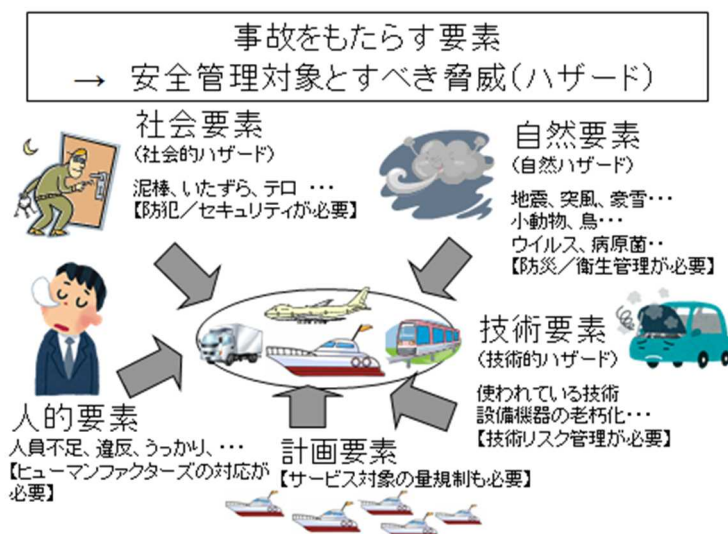 事故をもたらす要素
→ 安全管理対象とすべき脅威(ハザード)
社会要素
(社会的ハザード)
泥棒、いたずら、テロ ・・・
【防犯/セキュリティが必要】
自然要素
(自然ハザード)
地震、突風、豪雪・・・
小動物、鳥・・・
ウイルス、病原菌・・
【防災/衛生管理が必要】
技術要素
(技術的ハザード)
使われている技術
設備機器の老朽化・・・
【技術リスク管理が必要】
人的要素
人員不足、違反、うっかり、・・・
【ヒューマンファクターズの対応が
必要】
計画要素
【サービス対象の量規制も必要】